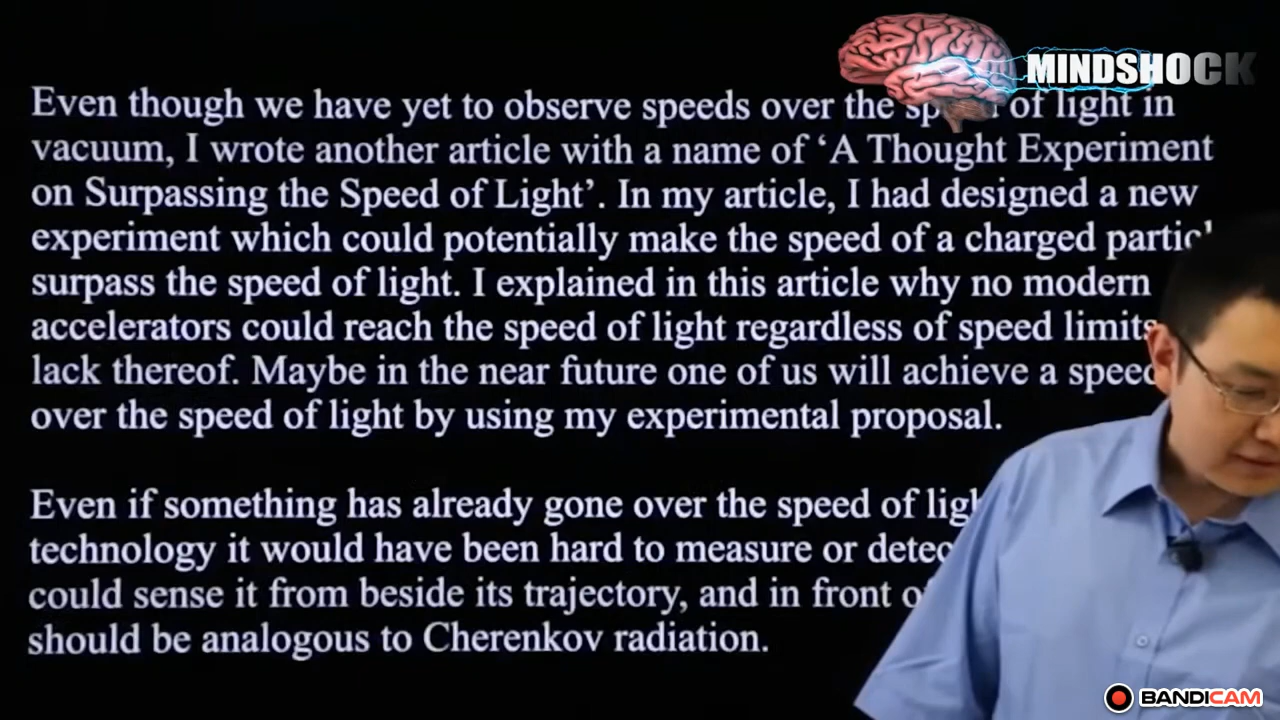 MINDSHOCK
Even though we have yet to observe speeds over the of light in
vacuum, I wrote another article with a name of ‘A Thought Experiment
on Surpassing the Speed of Light’. In my article, I had designed a new
experiment which could potentially make the speed of a charged
surpass the speed of light. I explained in this article why no modern
accelerators could reach the speed of light regardless of speed limits
lack thereof. Maybe in the near future one of us will achieve a speed
over the speed of light by using my experimental proposal.
Even if something has already gone over the speed of
technology it would have been hard to measure or
could sense it from beside its trajectory, and in front
should be analogous to Cherenkov radiation.
BANDICAM